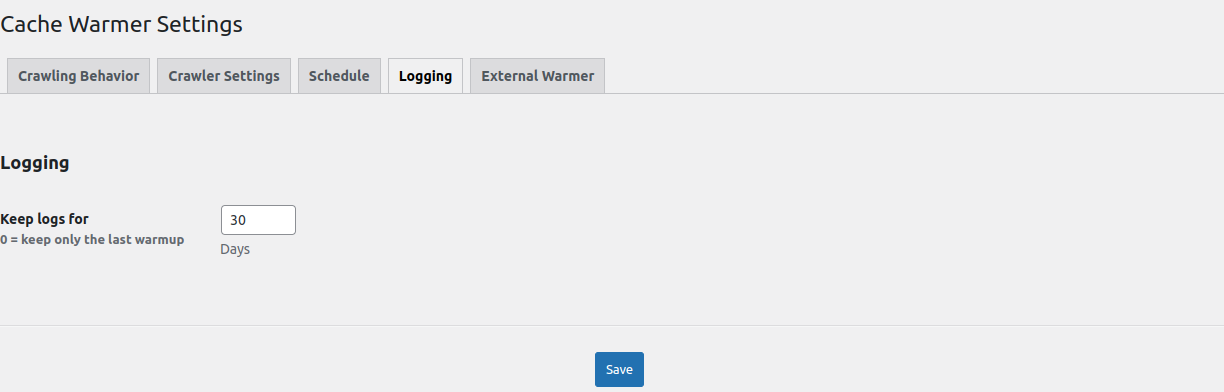 Cache Warmer Settings
Crawling Behavior Crawler Settings Schedule Logging External Warmer
Logging
Keep logs for 30
0 = keep only the last warmup
Days
Save